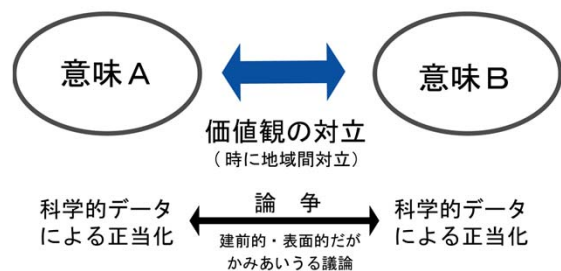 意味A
意味B
価値観の対立
(時に地域間対立)
科学的データ
による正当化
論 争
建前的・表面的だが
かみあいうる議論
科学的データ
による正当化